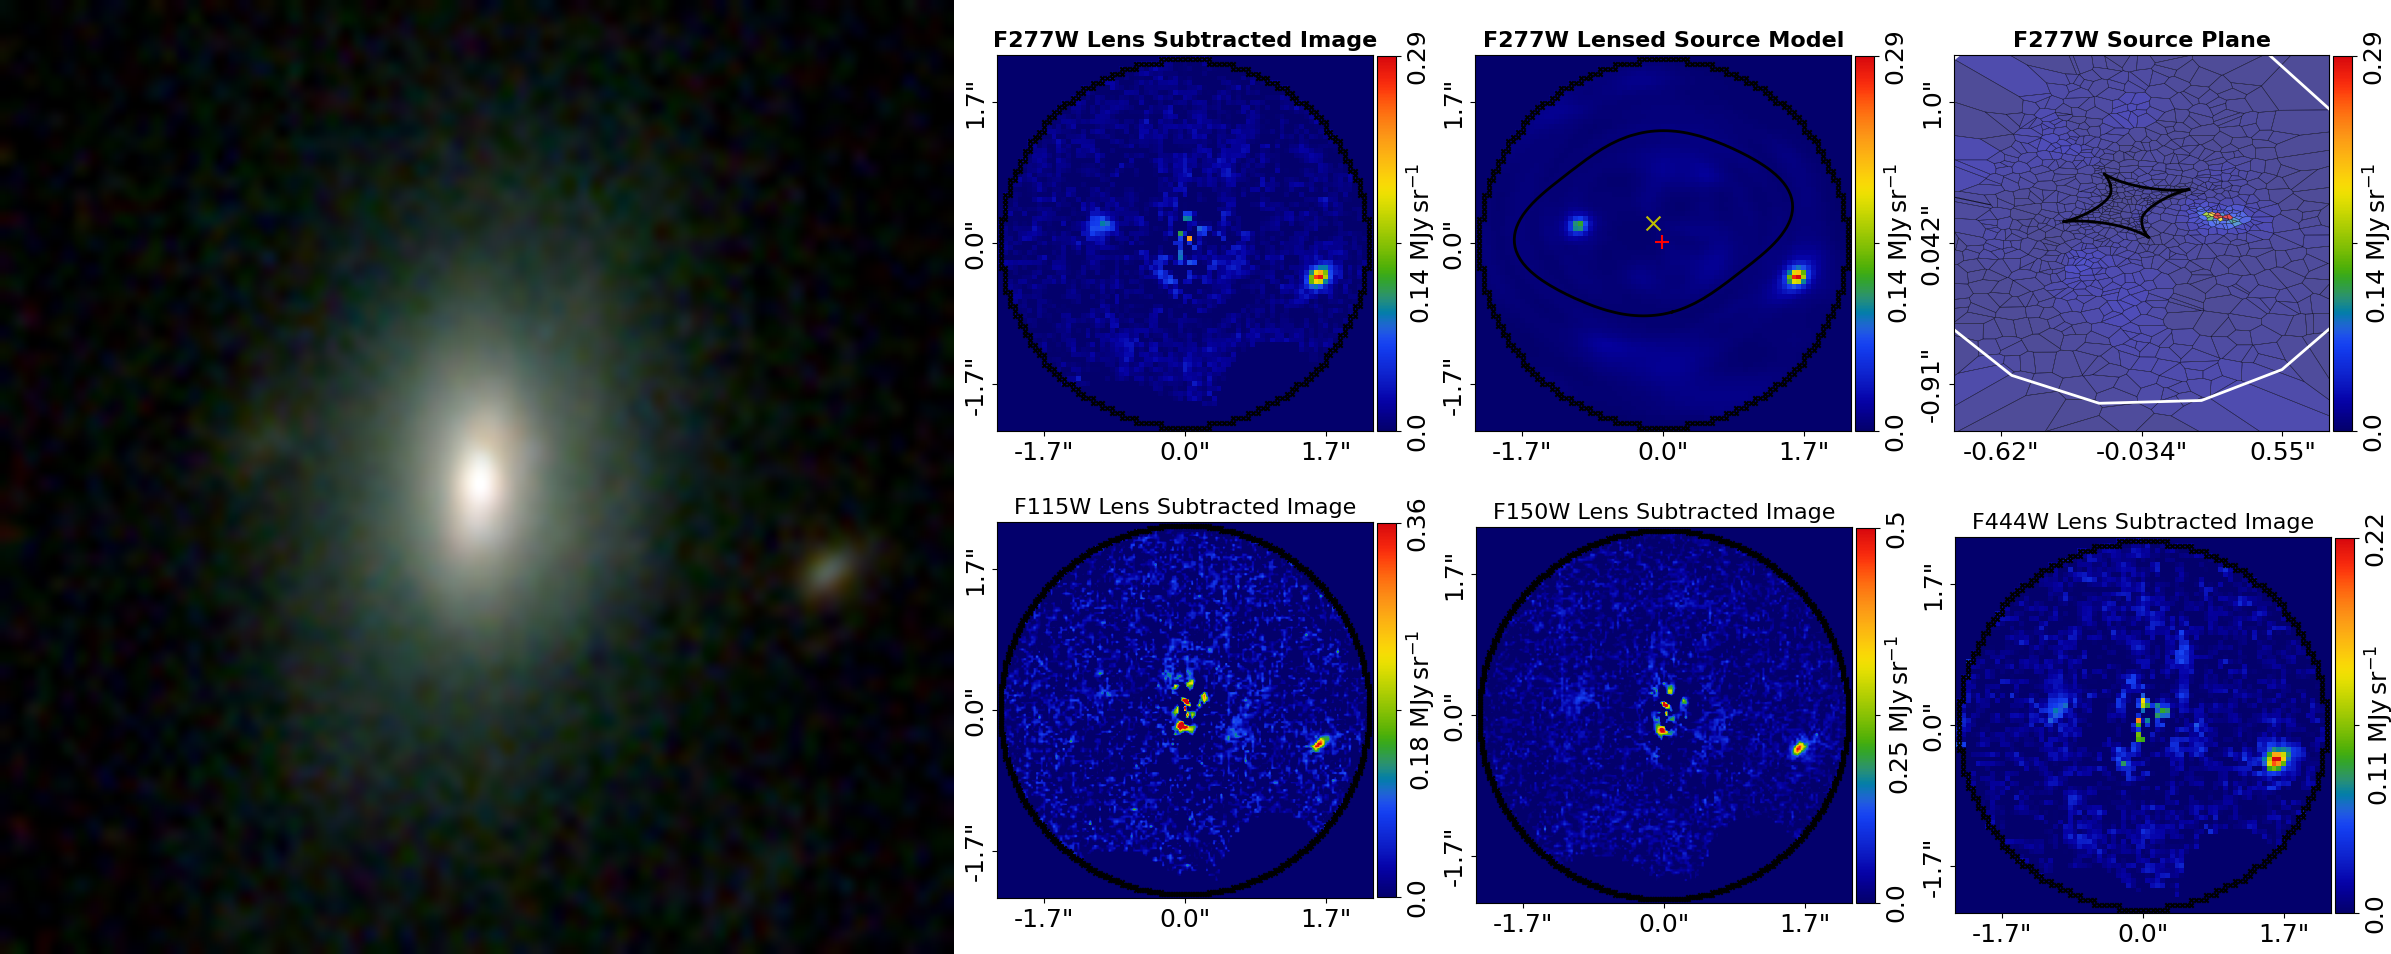 F277W Lens Subtracted Image
1.7"
0.0"
-1.7"
-1.7" 0.0" 1.7"
0.29
0.14 MJy sr⁻¹
0.0
F277W Lensed Source Model
1.7"
0.0"
-1.7"
-1.7" 0.0" 1.7"
0.29
0.14 MJy sr⁻¹
0.0
F277W Source Plane
1.0"
0.042"
-0.91"
-0.62" -0.034" 0.55"
0.29
0.14 MJy sr⁻¹
0.0
F115W Lens Subtracted Image
1.7"
0.0"
-1.7"
-1.7" 0.0" 1.7"
0.36
0.18 MJy sr⁻¹
0.0
F150W Lens Subtracted Image
1.7"
0.0"
-1.7"
-1.7" 0.0" 1.7"
0.5
0.25 MJy sr⁻¹
0.0
F444W Lens Subtracted Image
1.7"
0.0"
-1.7"
-1.7" 0.0" 1.7"
0.22
0.11 MJy sr⁻¹
0.0